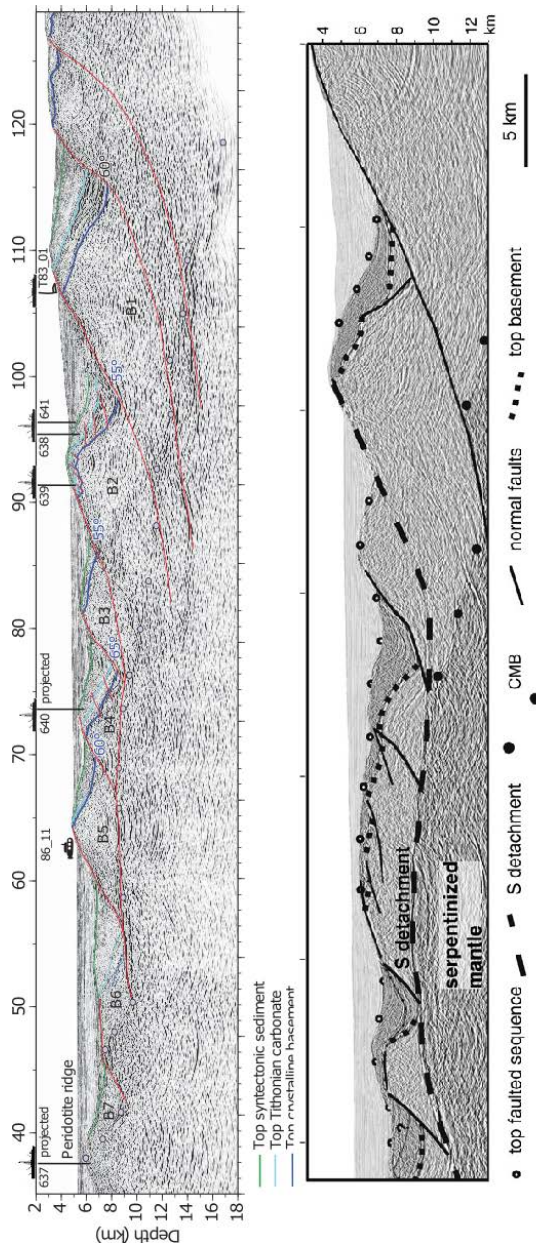 637 projected
Peridotite ridge
86_11
640 projected
639
638
641
T83_01
40
50
60
70
80
90
100
110
120
2
4
6
8
10
12
14
16
18
Depth (km)
B7
B6
B5
B4
B3
B2
B1
60°
65°
55°
55°
60°
Top syntectonic sediment
Top Tithonian carbonate
Top crystalline basement
S detachment
serpentinized
mantle
?
6
8
10
12
km
5 km
top faulted sequence
S detachment
CMB
normal faults
top basement